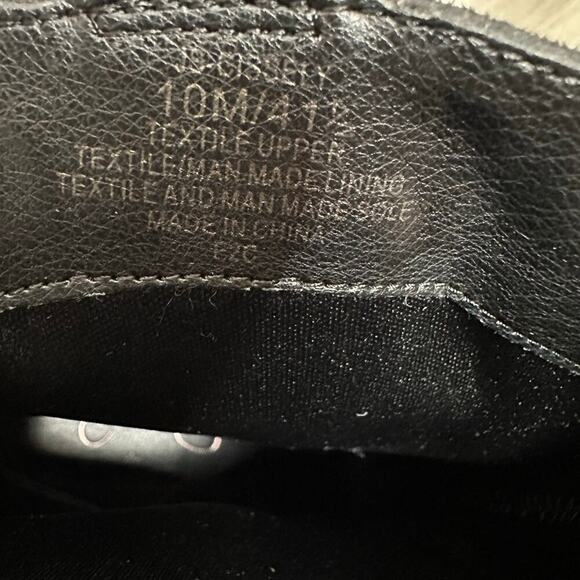 10M/41
TEXTILE UPPER
TEXTILE/MAN MADE LINING
TEXTILE AND MAN MADE SOLE
MADE IN CHINA